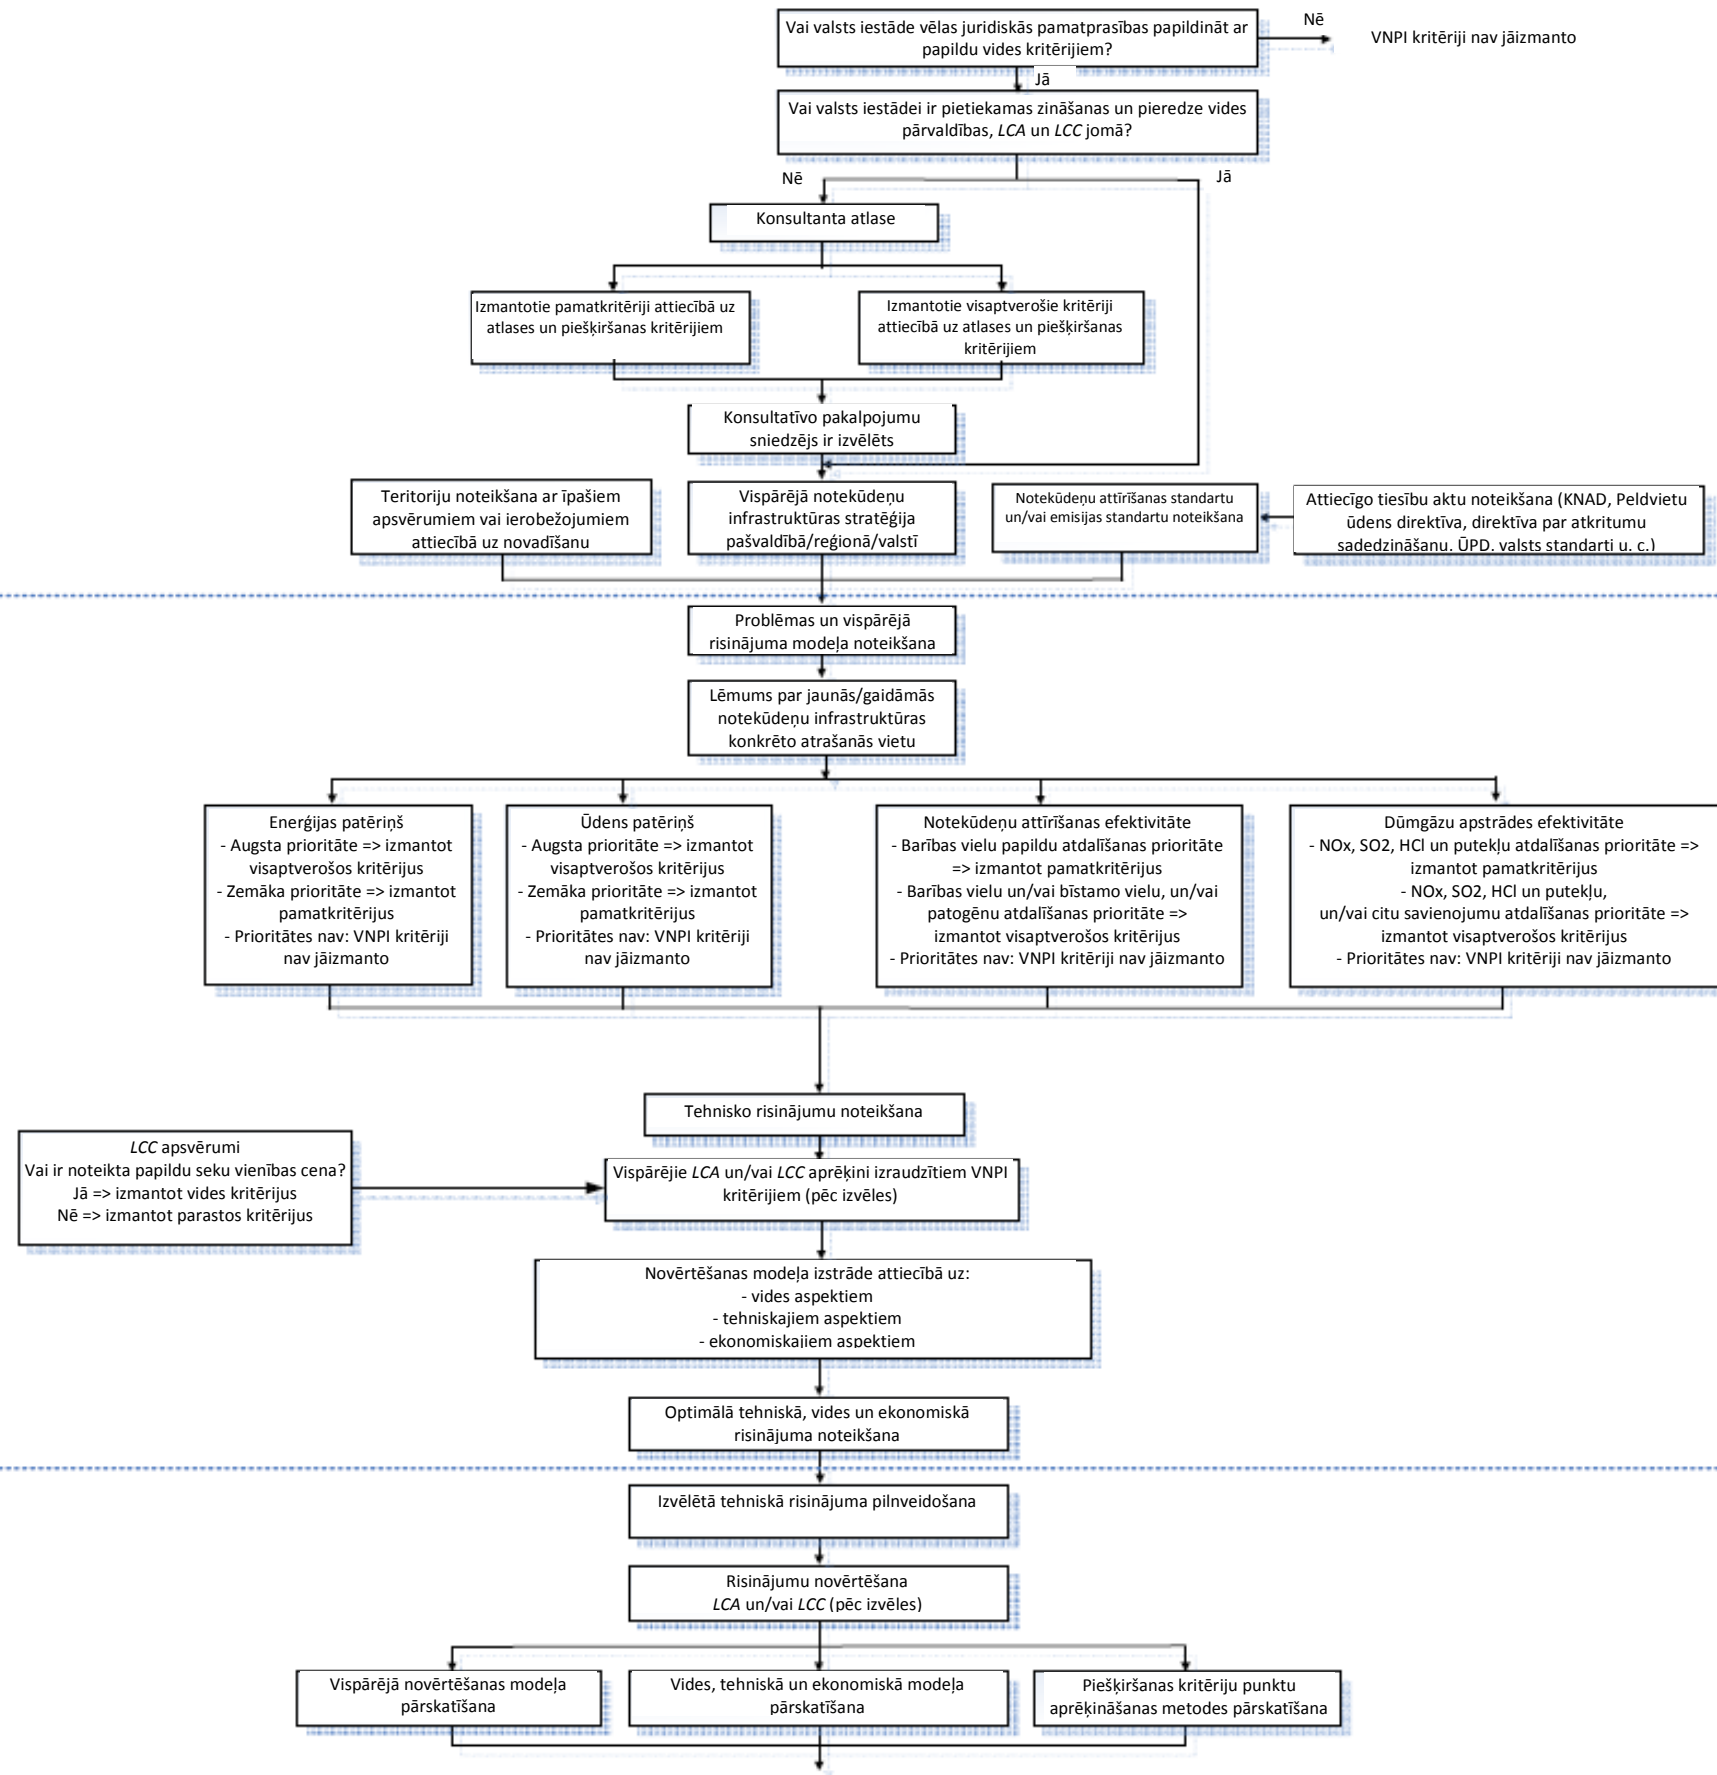 Vai valsts iestāde vēlas juridiskās pamatprasības papildināt ar
papildu vides kritērijiem?
Nē
VNPI kritēriji nav jāizmanto
Jā
Vai valsts iestādei ir pietiekamas zināšanas un pieredze vides
pārvaldības, LCA un LCC jomā?
Nē
Jā
Konsultanta atlase
Izmantotie pamatkritēriji attiecībā uz
atlases un piešķiršanas kritērijiem
Izmantotie visaptverošie kritēriji
attiecībā uz atlases un piešķiršanas
kritērijiem
Konsultatīvo pakalpojumu
sniedzējs ir izvēlēts
Teritoriju noteikšana ar īpašiem
apsvērumiem vai ierobežojumiem
attiecībā uz novadīšanu
Vispārējā notekūdeņu
infrastruktūras stratēģija
pašvaldībā/reģionā/valstī
Notekūdeņu attīrīšanas standartu
un/vai emisijas standartu noteikšana
Attiecīgo tiesību aktu noteikšana (KNAD, Peldvietu
ūdens direktīva, direktīva par atkritumu
sadedzināšanu, ŪPD, valsts standarti u. c.)
Problēmas un vispārējā
risinājuma modeļa noteikšana
Lēmums par jaunās/gaidāmās
notekūdeņu infrastruktūras
konkrēto atrašanās vietu
Enerģijas patēriņš
- Augsta prioritāte => izmantot
visaptverošos kritērijus
- Zemāka prioritāte => izmantot
pamatkritērijus
- Prioritātes nav: VNPI kritēriji
nav jāizmanto
Ūdens patēriņš
- Augsta prioritāte => izmantot
visaptverošos kritērijus
- Zemāka prioritāte => izmantot
pamatkritērijus
- Prioritātes nav: VNPI kritēriji
nav jāizmanto
Notekūdeņu attīrīšanas efektivitāte
- Barības vielu papildu atdalīšanas prioritāte
=> izmantot pamatkritērijus
- Barības vielu un/vai bīstamo vielu, un/vai
patogēnu atdalīšanas prioritāte =>
izmantot visaptverošos kritērijus
- Prioritātes nav: VNPI kritēriji nav jāizmanto
Dūmgāzu apstrādes efektivitāte
- NOx, SO2, HCl un putekļu atdalīšanas prioritāte =>
izmantot pamatkritērijus
- NOx, SO2, HCl un putekļu,
un/vai citu savienojumu atdalīšanas prioritāte =>
izmantot visaptverošos kritērijus
- Prioritātes nav: VNPI kritēriji nav jāizmanto
Tehnisko risinājumu noteikšana
LCC apsvērumi
Vai ir noteikta papildu seku vienības cena?
Jā => izmantot vides kritērijus
Nē => izmantot parastos kritērijus
Vispārējie LCA un/vai LCC aprēķini izraudzītiem VNPI
kritērijiem (pēc izvēles)
Novērtēšanas modeļa izstrāde attiecībā uz:
- vides aspektiem
- tehniskajiem aspektiem
- ekonomiskajiem aspektiem
Optimālā tehniskā, vides un ekonomiskā
risinājuma noteikšana
Izvēlētā tehniskā risinājuma pilnveidošana
Risinājumu novērtēšana
LCA un/vai LCC (pēc izvēles)
Vispārējā novērtēšanas modeļa
pārskatīšana
Vides, tehniskā un ekonomiskā modeļa
pārskatīšana
Piešķiršanas kritēriju punktu
aprēķināšanas metodes pārskatīšana